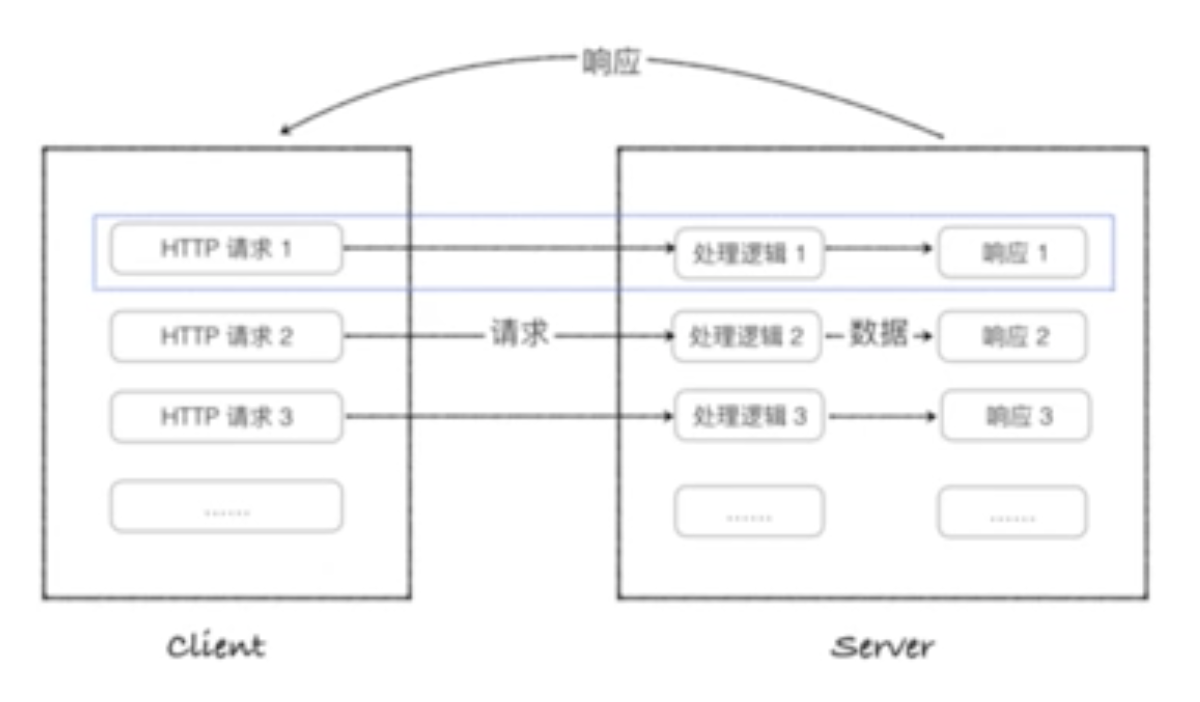 响应
HTTP 请求 1
处理逻辑 1
响应 1
HTTP 请求 2
请求
处理逻辑 2
数据
响应 2
HTTP 请求 3
处理逻辑 3
响应 3
......
......
......
Client
Server